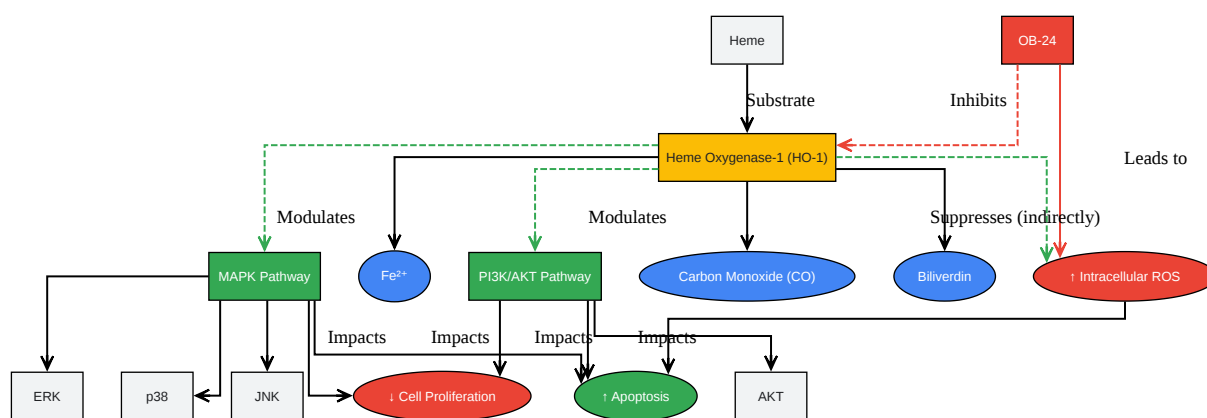 Heme
OB-24
Substrate
Inhibits
Heme Oxygenase-1 (HO-1)
Leads to
Modulates
Modulates
Suppresses (indirectly)
MAPK Pathway
Fe²⁺
PI3K/AKT Pathway
Carbon Monoxide (CO)
Biliverdin
↑ Intracellular ROS
Impacts
Impacts
Impacts
Impacts
ERK
p38
JNK
↓ Cell Proliferation
↑ Apoptosis
AKT